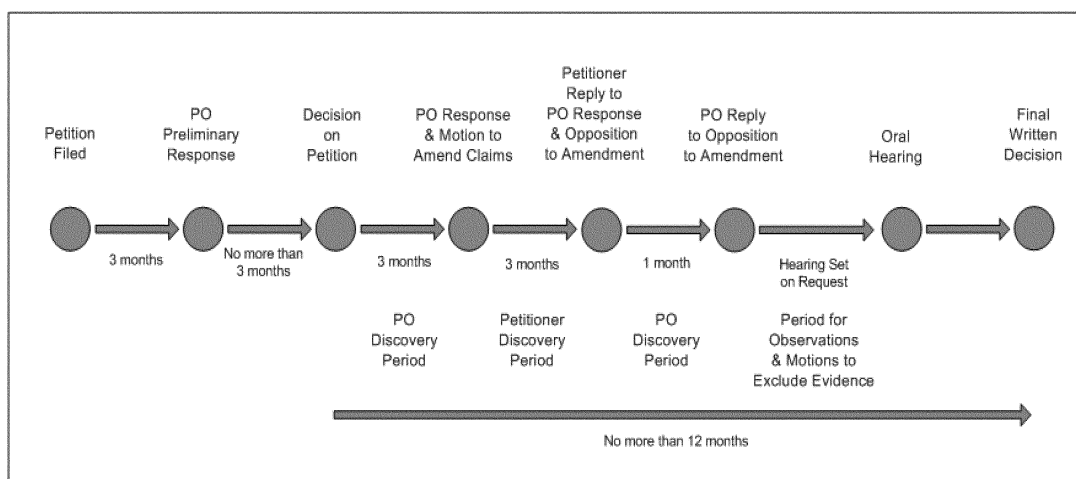 Petition
Filed
PO
Preliminary
Response
Decision
on
Petition
PO Response
& Motion to
Amend Claims
Petitioner
Reply to
PO Response
& Opposition
to Amendment
PO Reply
to Opposition
to Amendment
Oral
Hearing
Final
Written
Decision
3 months
No more than
3 months
3 months
3 months
1 month
Hearing Set
on Request
PO
Discovery
Period
Petitioner
Discovery
Period
PO
Discovery
Period
Period for
Observations
& Motions to
Exclude Evidence
No more than 12 months